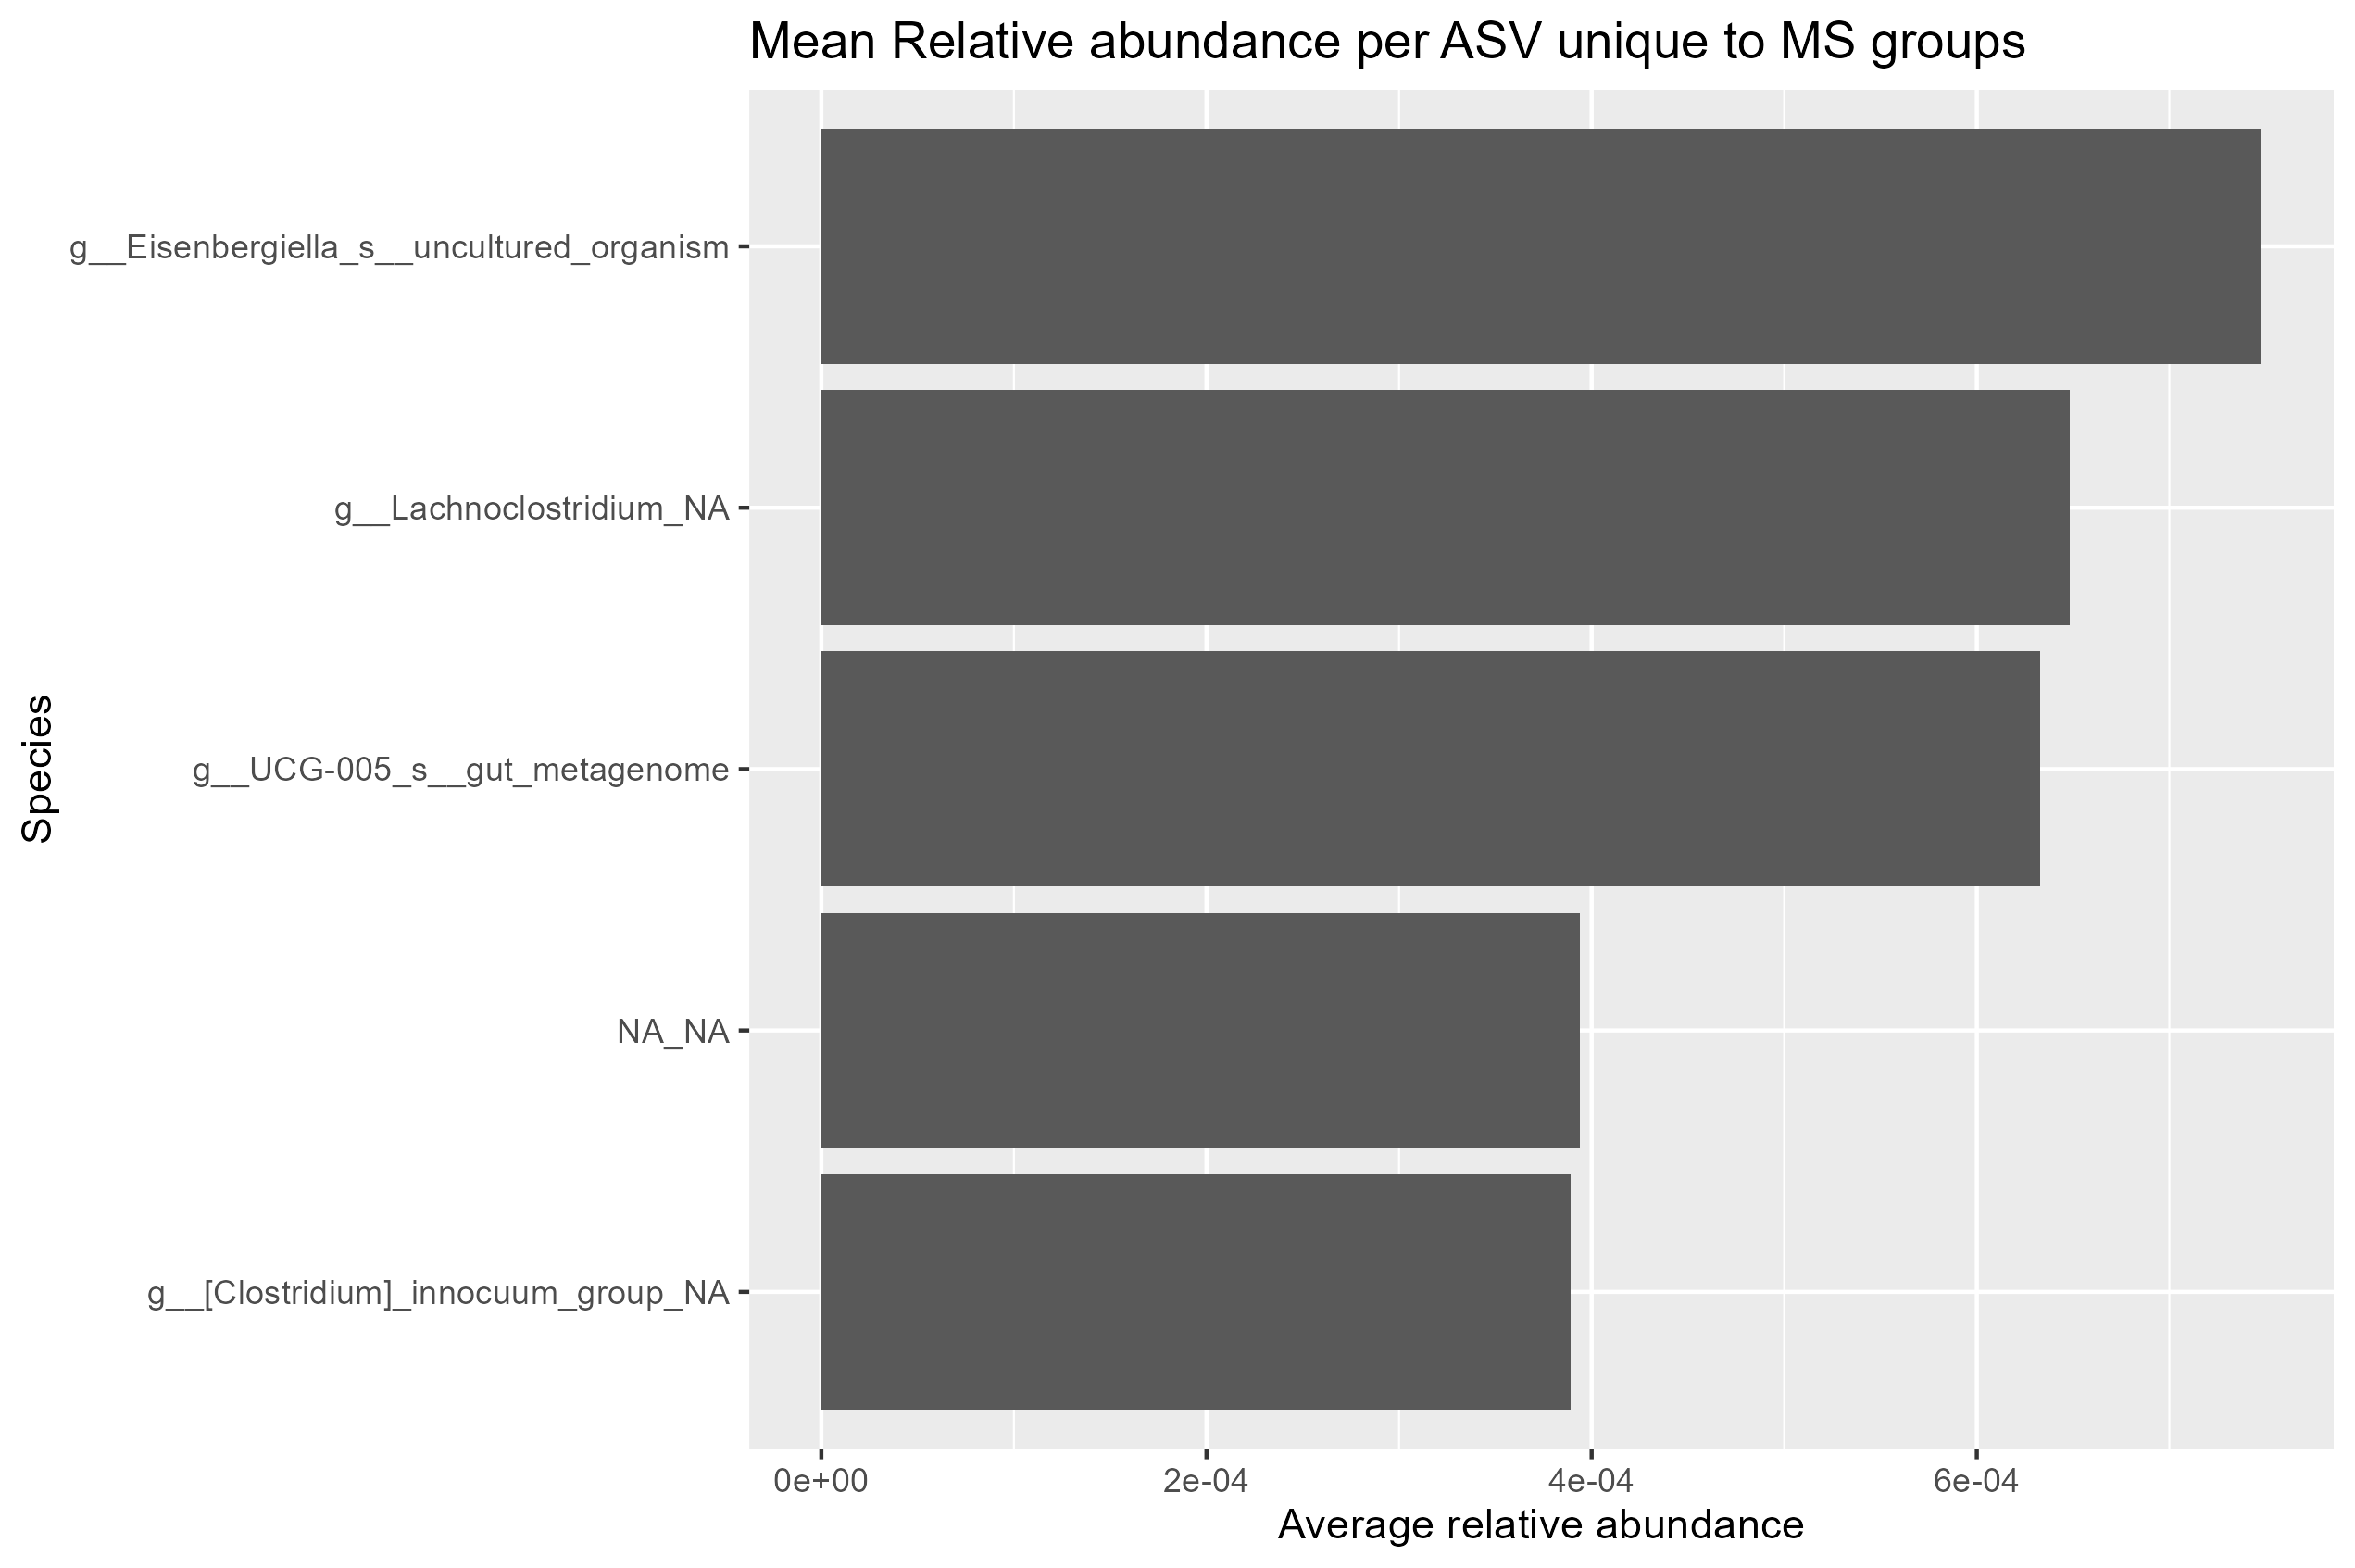 Mean Relative abundance per ASV unique to MS groups
Species
g__Eisenbergiella_s__uncultured_organism
g__Lachnoclostridium_NA
g__UCG-005_s__gut_metagenome
NA_NA
g__[Clostridium]_innocuum_group_NA
0e+00 2e-04 4e-04 6e-04
Average relative abundance